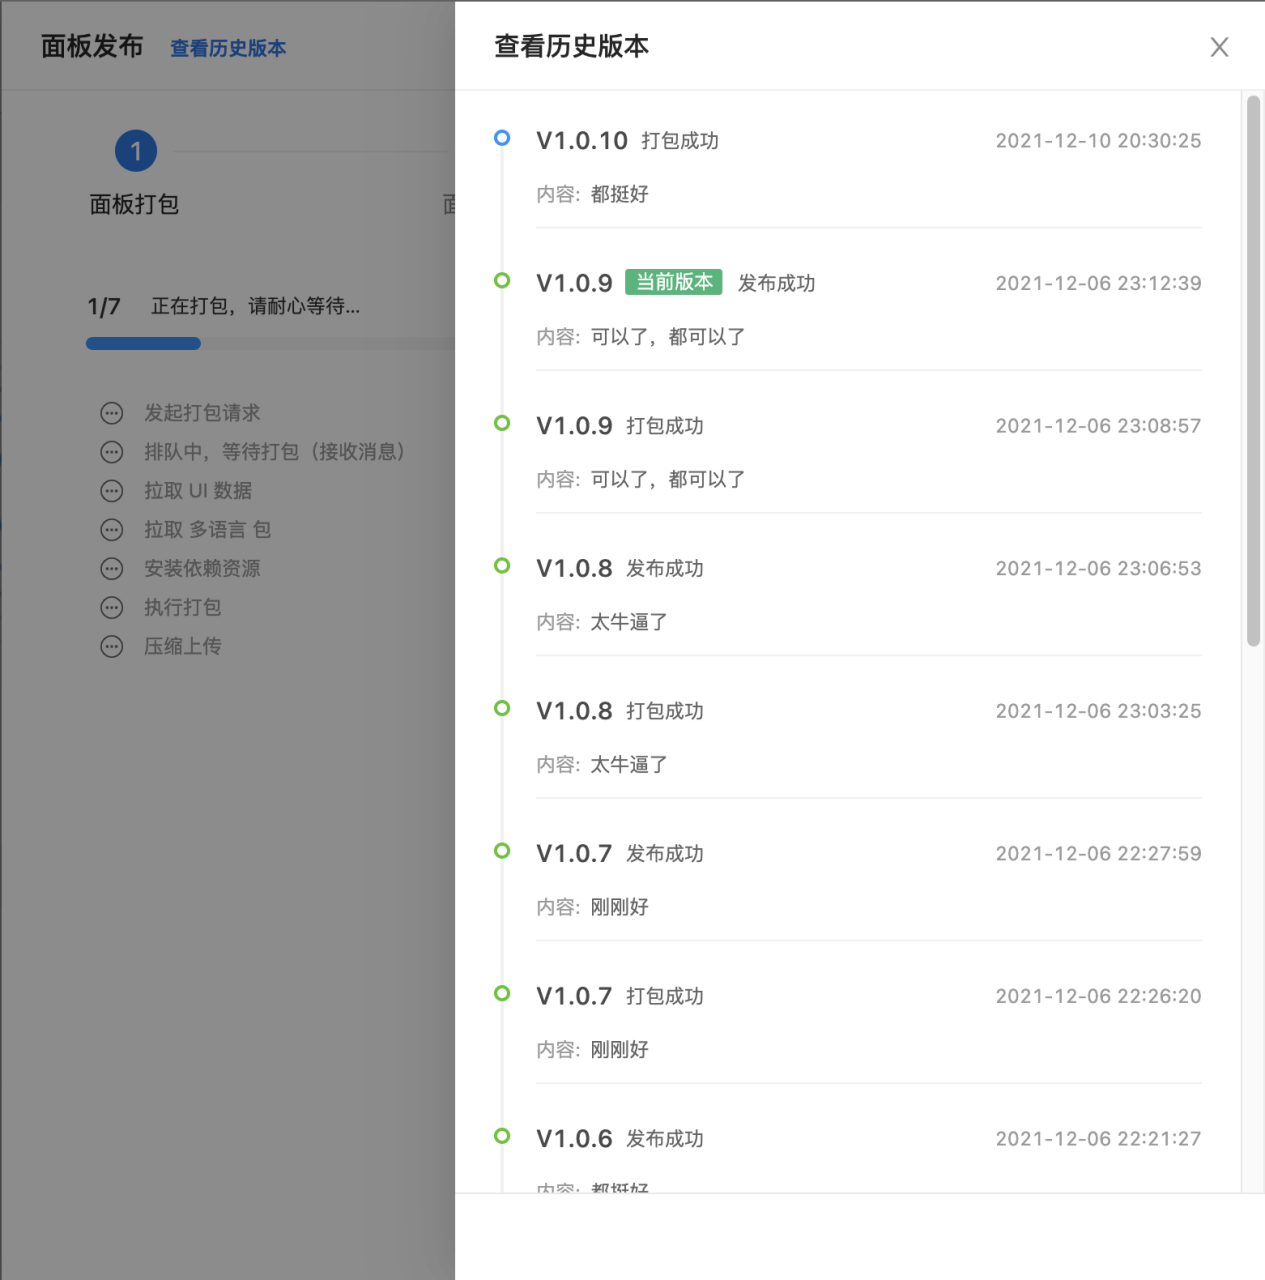 面板发布 查看历史版本
1
面板打包
1/7 正在打包，请耐心等待...
发起打包请求
排队中，等待打包（接收消息）
拉取 UI 数据
拉取 多语言 包
安装依赖资源
执行打包
压缩上传
查看历史版本
V1.0.10 打包成功 2021-12-10 20:30:25
内容: 都挺好
V1.0.9 当前版本 发布成功 2021-12-06 23:12:39
内容: 可以了，都可以了
V1.0.9 打包成功 2021-12-06 23:08:57
内容: 可以了，都可以了
V1.0.8 发布成功 2021-12-06 23:06:53
内容: 太牛逼了
V1.0.8 打包成功 2021-12-06 23:03:25
内容: 太牛逼了
V1.0.7 发布成功 2021-12-06 22:27:59
内容: 刚刚好
V1.0.7 打包成功 2021-12-06 22:26:20
内容: 刚刚好
V1.0.6 发布成功 2021-12-06 22:21:27
内容: 都挺好